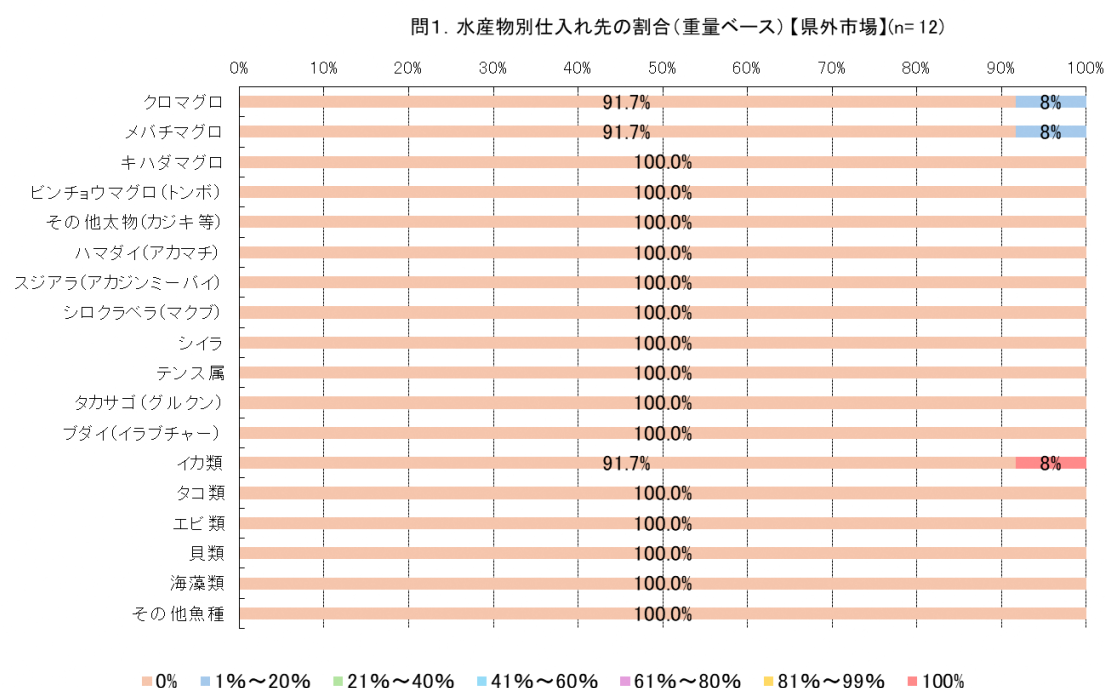 問1. 水産物別仕入れ先の割合(重量ベース)【県外市場】(n=12)
0% 10% 20% 30% 40% 50% 60% 70% 80% 90% 100%
クロマグロ 91.7% 8%
メバチマグロ 91.7% 8%
キハダマグロ 100.0%
ビンチョウマグロ(トンボ) 100.0%
その他太物(カジキ等) 100.0%
ハマダイ(アカマチ) 100.0%
スジアラ(アカジンミーバイ) 100.0%
シロクラベラ(マクブ) 100.0%
シイラ 100.0%
テンス属 100.0%
タカサゴ(グルクン) 100.0%
ブダイ(イラブチャー) 100.0%
イカ類 91.7% 8%
タコ類 100.0%
エビ類 100.0%
貝類 100.0%
海藻類 100.0%
その他魚種 100.0%
0% 1%～20% 21%～40% 41%～60% 61%～80% 81%～99% 100%